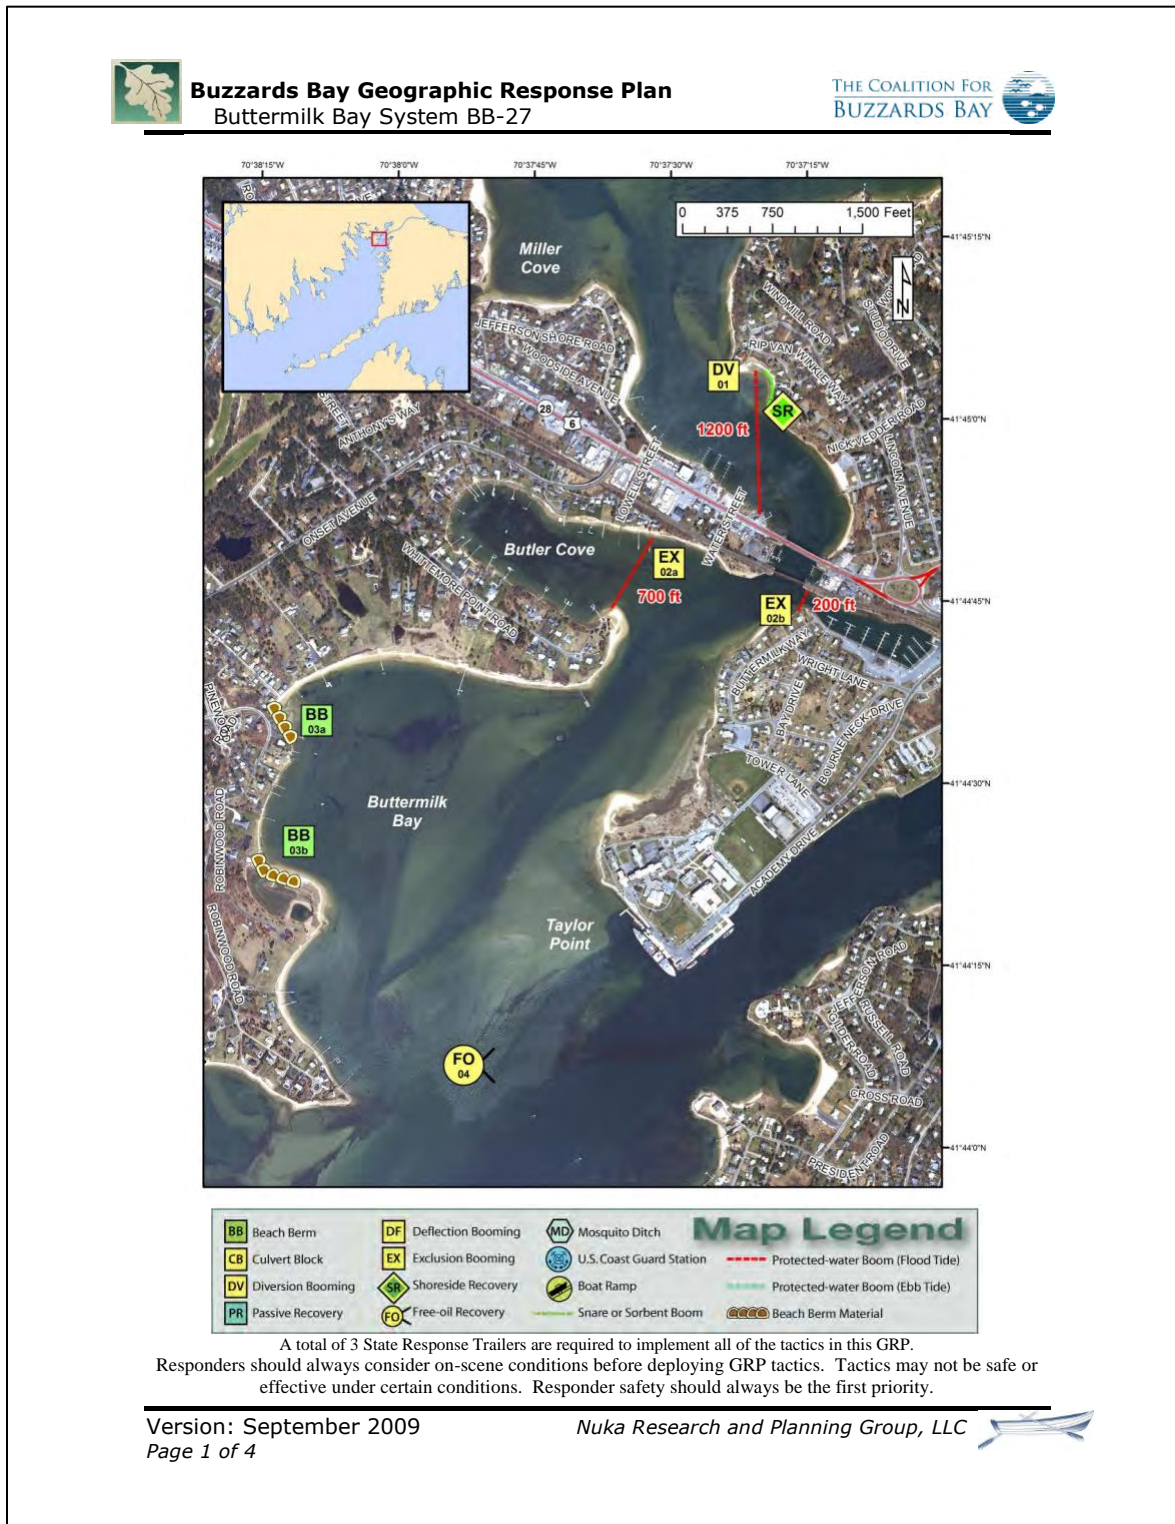 Buzzards Bay Geographic Response Plan
Buttermilk Bay System BB-27
THE COALITION FOR
BUZZARDS BAY
70°38'15"W
70°38'0"W
70°37'45"W
70°37'30"W
70°37'15"W
0 375 750 1,500 Feet
41°45'15"N
N
Miller
Cove
WINDMILL ROAD
STUDIO DRIVE
JEFFERSON SHORE ROAD
WOODSIDE AVENUE
RIP VAN WINKLE WAY
DV
01
SR
41°45'0"N
STREET
ANTHONY'S WAY
28
6
1200 ft
NICK VEDDER ROAD
LINCOLN AVENUE
LOWELL STREET
WATER STREET
ONSET AVENUE
Butler Cove
WHITTEMORE POINT ROAD
EX
02a
700 ft
EX
02b
200 ft
41°44'45"N
BUTTERMILK WAY
WRIGHT LANE
PINEWOOD
BB
03a
BAY DRIVE
BOURNE NECK DRIVE
TOWER LANE
41°44'30"N
Buttermilk
Bay
ROBINWOOD ROAD
BB
03b
ACADEMY DRIVE
ROBINWOOD ROAD
Taylor
Point
41°44'15"N
JEFFERSON ROAD
RUSSELL ROAD
GILDER ROAD
FO
04
CROSS ROAD
PRESIDENT ROAD
41°44'0"N
Map Legend
BB Beach Berm
CB Culvert Block
DV Diversion Booming
PR Passive Recovery
DF Deflection Booming
EX Exclusion Booming
SR Shoreside Recovery
FO Free-oil Recovery
MD Mosquito Ditch
U.S. Coast Guard Station
Boat Ramp
Snare or Sorbent Boom
Protected-water Boom (Flood Tide)
Protected-water Boom (Ebb Tide)
Beach Berm Material
A total of 3 State Response Trailers are required to implement all of the tactics in this GRP.
Responders should always consider on-scene conditions before deploying GRP tactics. Tactics may not be safe or
effective under certain conditions. Responder safety should always be the first priority.
Version: September 2009
Nuka Research and Planning Group, LLC
Page 1 of 4